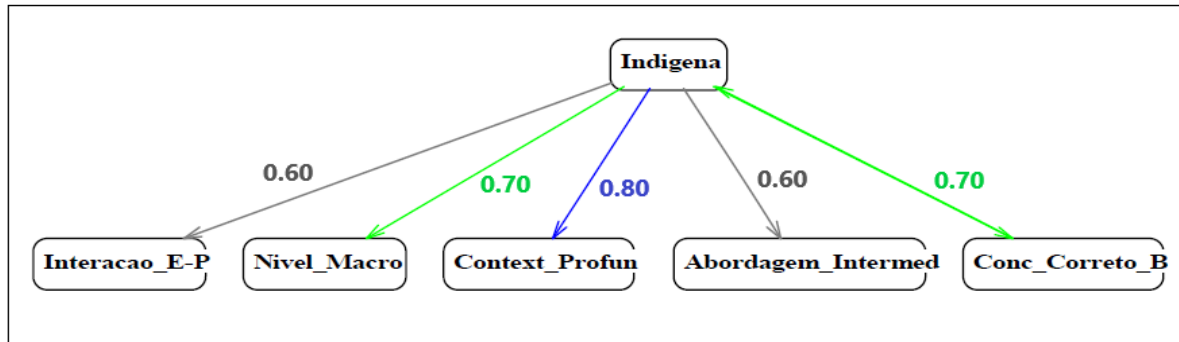 Indigena
0.60
0.70
0.80
0.60
0.70
Interacao_E-P
Nivel_Macro
Context_Profun
Abordagem_Intermed
Conc_Correto_B